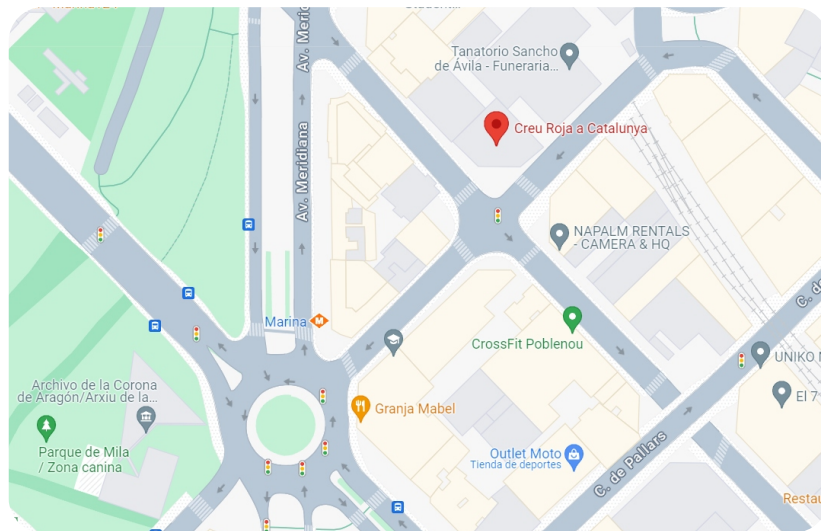 Av. Meridiana
Tanatorio Sancho
de Ávila - Funeraria...
Creu Roja a Catalunya
Av. Meridiana
NAPALM RENTALS
- CAMERA & HQ
Marina
CrossFit Poblenou
UNIKO
Archivo de la Corona
de Aragón/Arxiu de la...
Granja Mabel
El 7
Parque de Mila
/ Zona canina
Outlet Moto
Tienda de deportes
C. de Pallars